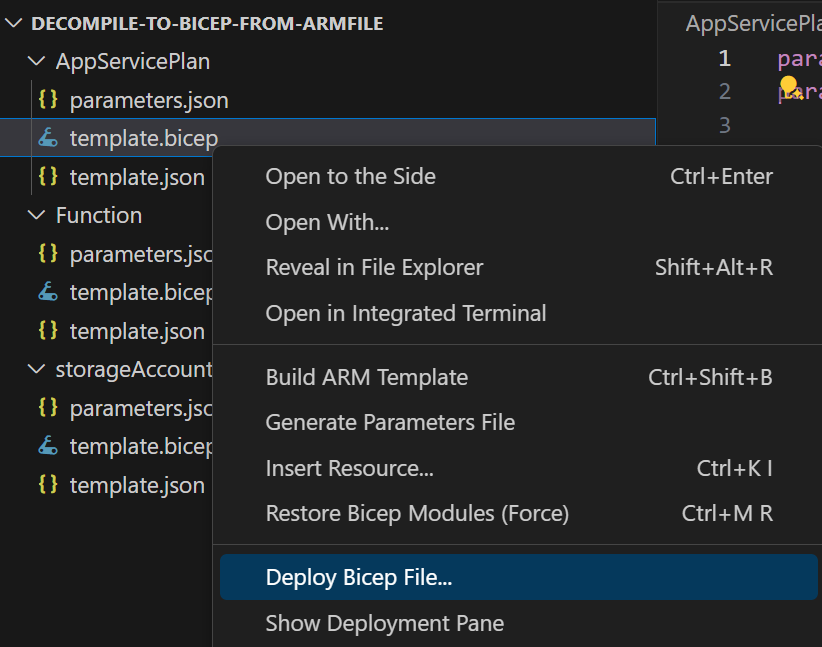 DECOMPILE-TO-BICEP-FROM-ARMFILE
AppServicePlan
{} parameters.json
template.bicep
{} template.json
Function
{} parameters.jsc
template.bicep
{} template.json
storageAccount
{} parameters.jsc
template.bicep
{} template.json
AppServicePla
1 para
2 par
3
Open to the Side Ctrl+Enter
Open With...
Reveal in File Explorer Shift+Alt+R
Open in Integrated Terminal
Build ARM Template Ctrl+Shift+B
Generate Parameters File
Insert Resource... Ctrl+K I
Restore Bicep Modules (Force) Ctrl+M R
Deploy Bicep File...
Show Deployment Pane